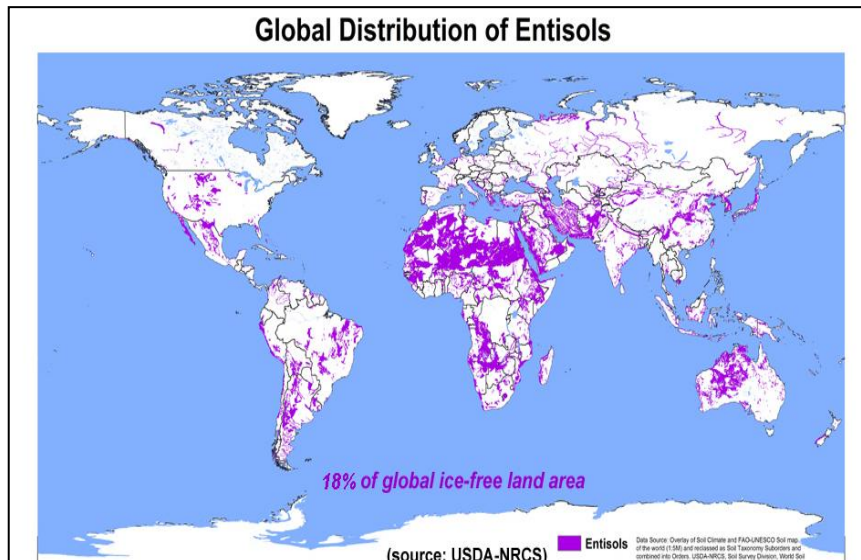 Global Distribution of Entisols
18% of global ice-free land area
(source: USDA-NRCS)
Entisols
Data Source: Overlay of Soil Climate and FAO-UNESCO Soil map
of the world (1:5M) and reclassed as Soil Taxonomy Suborders and
combined into Orders. USDA-NRCS, Soil Survey Division, World Soil